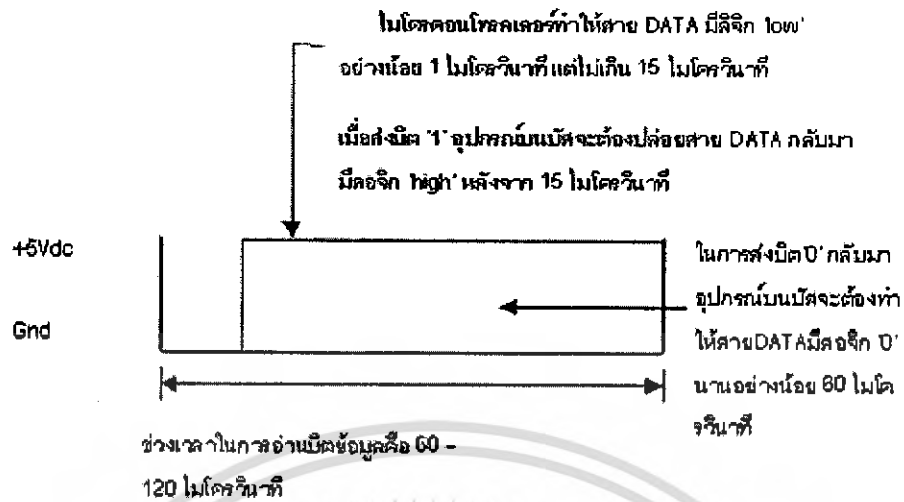 ไมโครคอนโทรลเลอร์ทำให้สาย DATA มีลิจิก 'low'
อย่างน้อย 1 ไมโครวินาที แต่ไม่เกิน 15 ไมโครวินาที
เมื่อส่งบิต '1' อุปกรณ์บนบัสจะต้องปล่อยสาย DATA กลับมา
มีลอจิก 'high' หลังจาก 15 ไมโครวินาที
+5Vdc
Gnd
ในการส่งบิต '0' กลับมา
อุปกรณ์บนบัสจะต้องทำ
ให้สาย DATA มีลอจิก '0'
นานอย่างน้อย 60 ไมโค
รวินาที
ช่วงเวลาในการอ่านบิตข้อมูลคือ 60 –
120 ไมโครวินาที